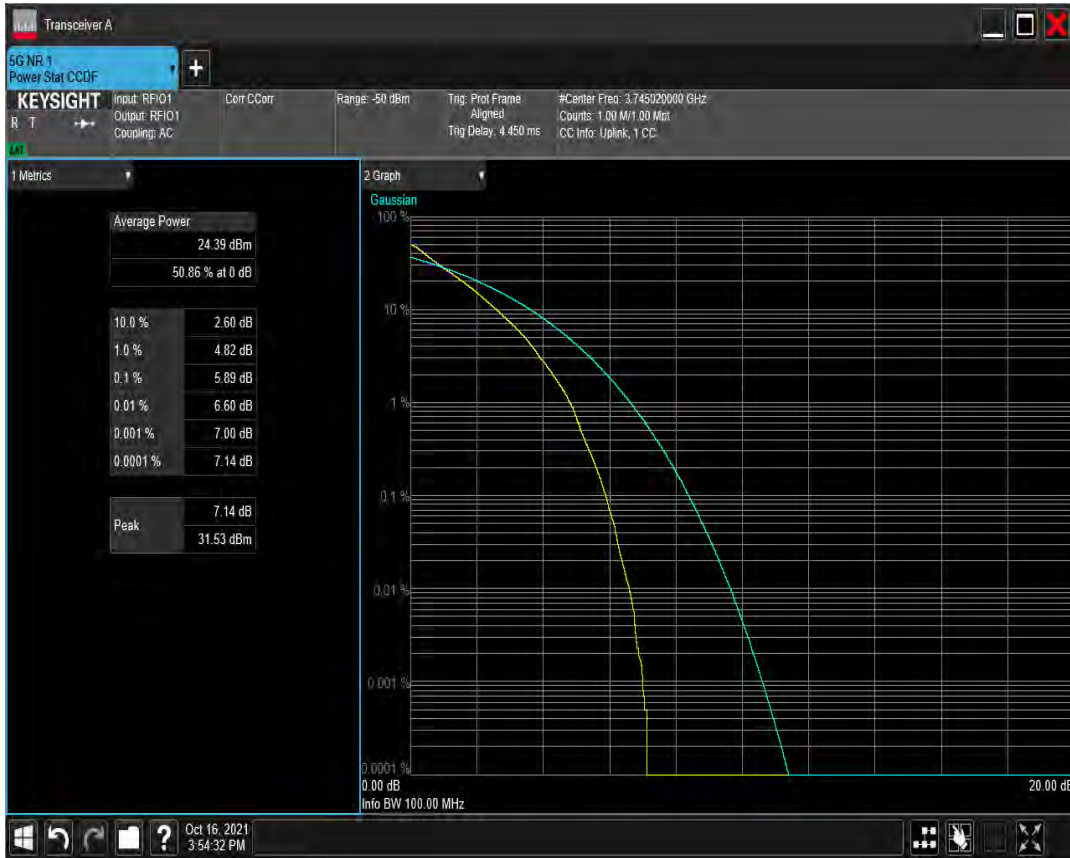 Transceiver A
5G NR 1
Power Stat CCDF
+
KEYSIGHT
R T
LXI
Input: RFIO1
Output: RFIO1
Coupling: AC
Corr CCorr
Range: -50 dBm
Trig: Prot Frame
Aligned
Trig Delay: 4.450 ms
#Center Freq: 3.745020000 GHz
Counts: 1.00 M/1.00 Mpt
CC Info: Uplink, 1 CC
1 Metrics
Average Power
24.39 dBm
50.86 % at 0 dB
10.0 % 2.60 dB
1.0 % 4.82 dB
0.1 % 5.89 dB
0.01 % 6.60 dB
0.001 % 7.00 dB
0.0001 % 7.14 dB
Peak 7.14 dB
31.53 dBm
2 Graph
Gaussian
100 %
10 %
1 %
0.1 %
0.01 %
0.001 %
0.0001 %
0.00 dB 20.00 dB
Info BW 100.00 MHz
? Oct 16, 2021
3:54:32 PM